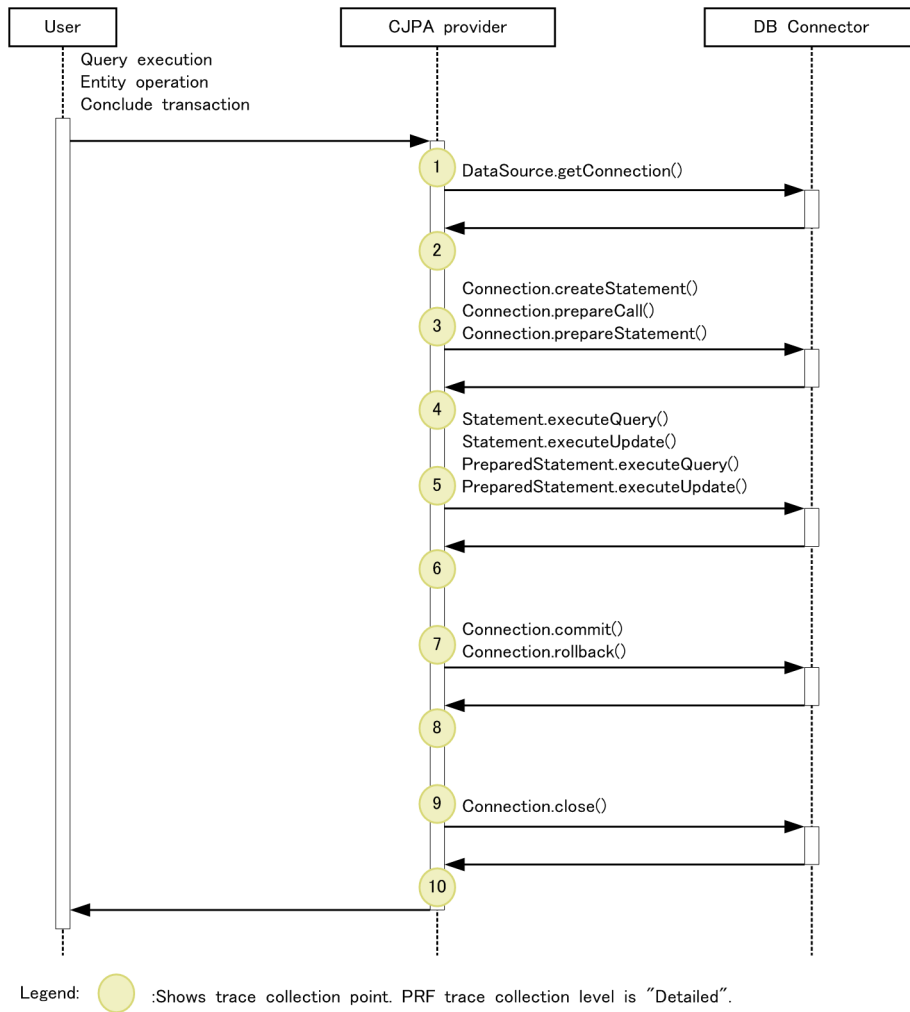 User
CJPA provider
DB Connector
Query execution
Entity operation
Conclude transaction
1
DataSource.getConnection()
2
Connection.createStatement()
Connection.prepareCall()
3
Connection.prepareStatement()
4
Statement.executeQuery()
Statement.executeUpdate()
PreparedStatement.executeQuery()
5
PreparedStatement.executeUpdate()
6
Connection.commit()
7
Connection.rollback()
8
9
Connection.close()
10
Legend:
:Shows trace collection point. PRF trace collection level is "Detailed".